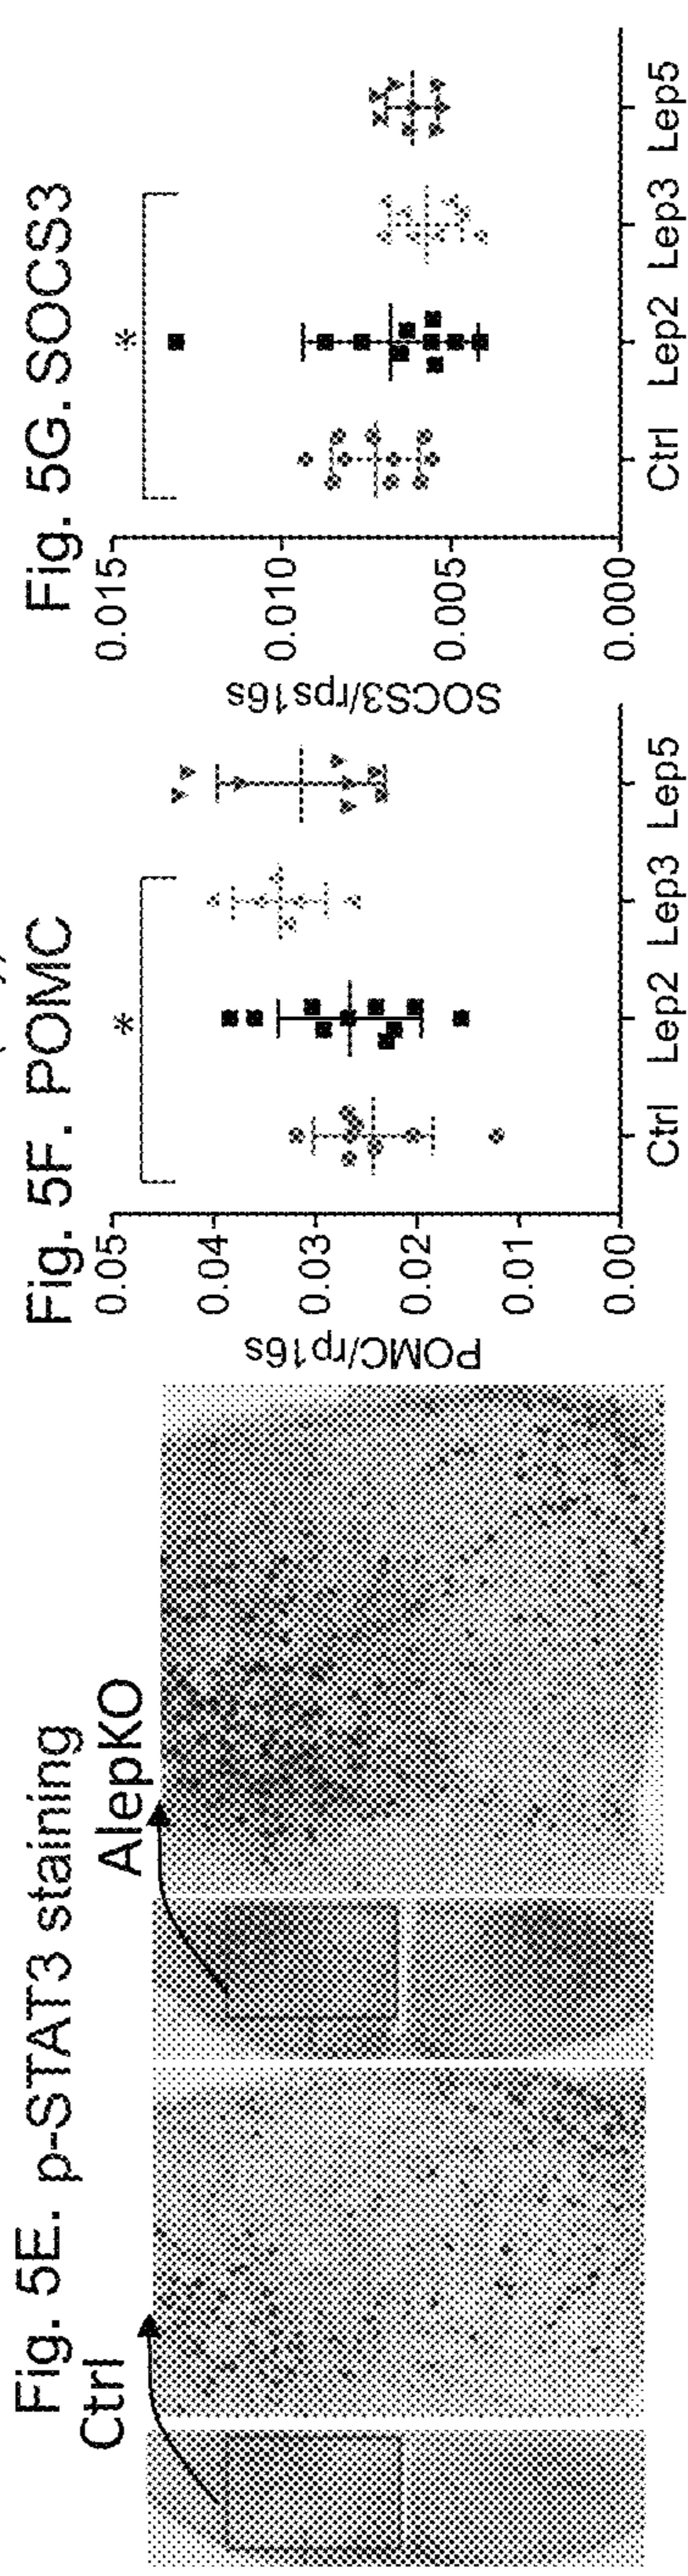 Fig. 5E. p-STAT3 staining
Ctrl
AlepKO
Fig. 5F. POMC
*
POMC/rp16s
0.05
0.04
0.03
0.02
0.01
0.00
Ctrl Lep2 Lep3 Lep5
Fig. 5G. SOCS3
*
SOCS3/rps16s
0.015
0.010
0.005
0.000
Ctrl Lep2 Lep3 Lep5